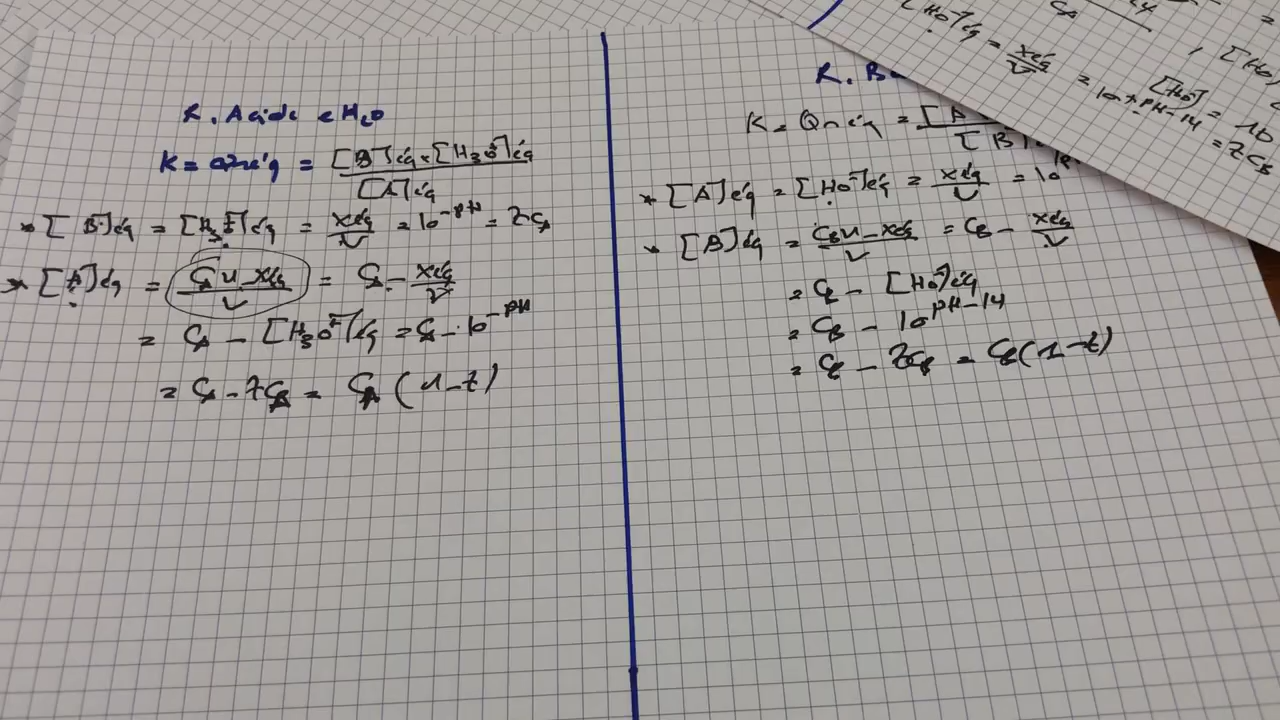 R. Acide c H2O
K = Qr éq = [B]éq × [H3O+]éq / [A]éq
* [B]éq = [H3O+]éq = xéq/V = 10^-PH = τCA
* [A]éq = (CA V - xéq)/V = CA - xéq/V
= CA - [H3O+]éq = CA - 10^-PH
= CA - τCA = CA (1 - τ)
R. B
K = Qr éq = [A / [B]
* [A]éq = [HO-]éq = xéq/V = 10
* [B]éq = (CB V - xéq)/V = CB - xéq/V
= CB - [HO-]éq
= CB - 10^PH-14
= CB - τCB = CB (1 - τ)
[HO-]éq = xéq/V = 10^+PH-14 = τCB
[HO-] = 10
, [HO